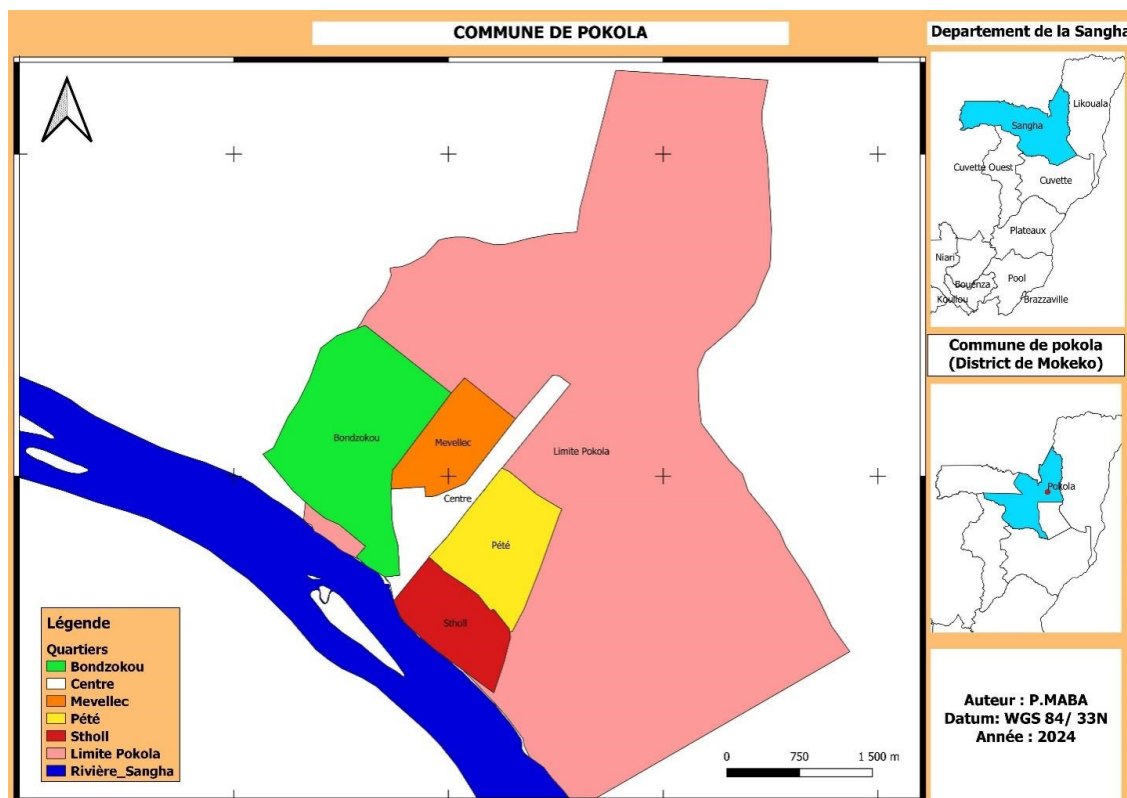 COMMUNE DE POKOLA
Departement de la Sangha
Likouala
Sangha
Cuvette Ouest
Cuvette
Plateaux
Niari
Pool
Bouenza
Kouilou
Brazzaville
Bondzokou
Mevellec
Limite Pokola
Centre
Pété
Stholl
Commune de pokola
(District de Mokeko)
Pokola
Légende
Quartiers
Bondzokou
Centre
Mevellec
Pété
Stholl
Limite Pokola
Rivière_Sangha
0 750 1 500 m
Auteur : P.MABA
Datum: WGS 84/ 33N
Année : 2024